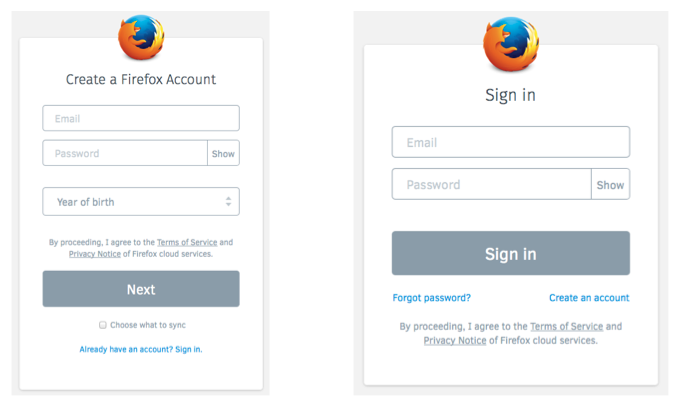 Create a Firefox Account
Email
Password
Show
Year of birth
By proceeding, I agree to the Terms of Service and
Privacy Notice of Firefox cloud services.
Next
Choose what to sync
Already have an account? Sign in.
Sign in
Email
Password
Show
Sign in
Forgot password?
Create an account
By proceeding, I agree to the Terms of Service and
Privacy Notice of Firefox cloud services.